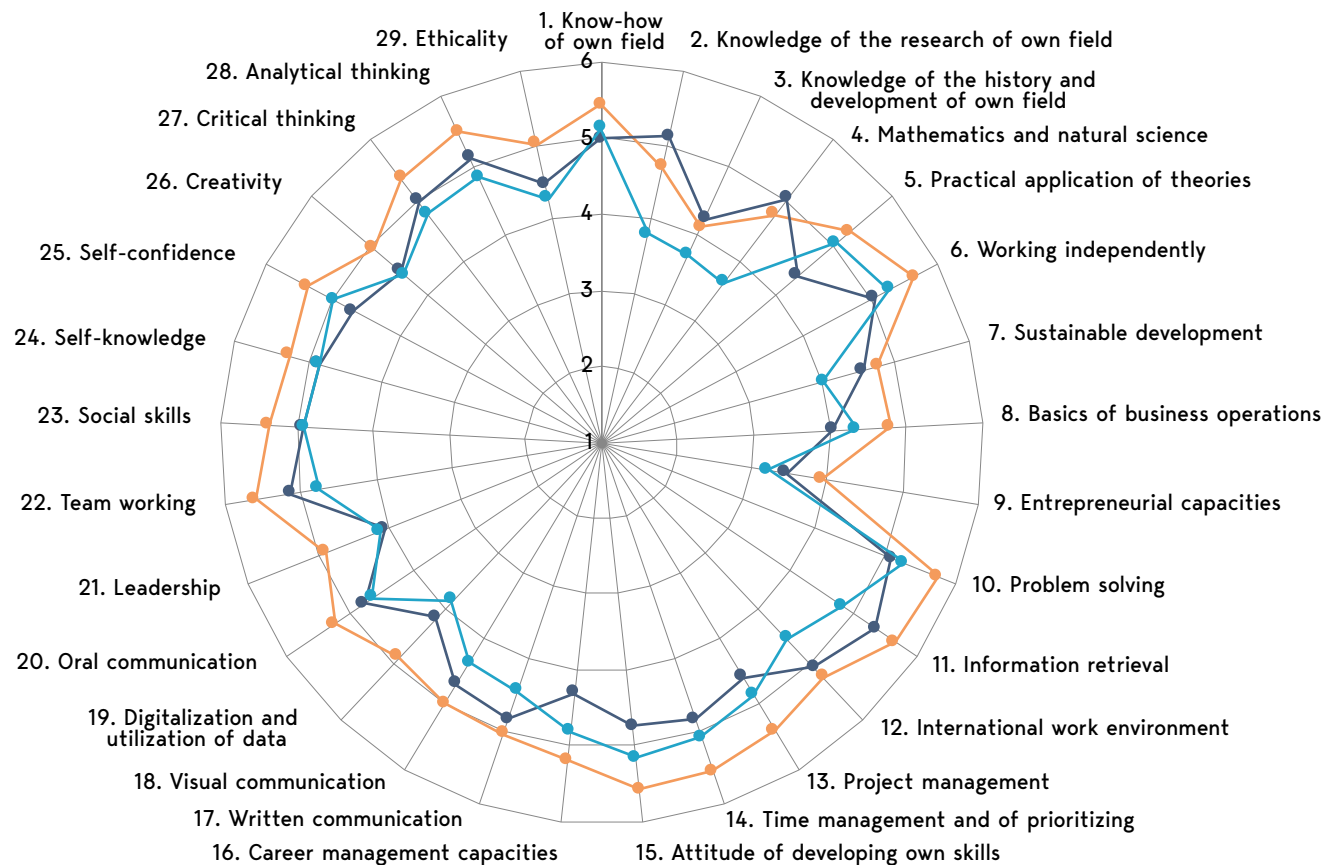 1. Know-how
of own field
2. Knowledge of the research of own field
3. Knowledge of the history and
development of own field
4. Mathematics and natural science
5. Practical application of theories
6. Working independently
7. Sustainable development
8. Basics of business operations
9. Entrepreneurial capacities
10. Problem solving
11. Information retrieval
12. International work environment
13. Project management
14. Time management and of prioritizing
15. Attitude of developing own skills
16. Career management capacities
17. Written communication
18. Visual communication
19. Digitalization and
utilization of data
20. Oral communication
21. Leadership
22. Team working
23. Social skills
24. Self-knowledge
25. Self-confidence
26. Creativity
27. Critical thinking
28. Analytical thinking
29. Ethicality
6
5
4
3
2
1